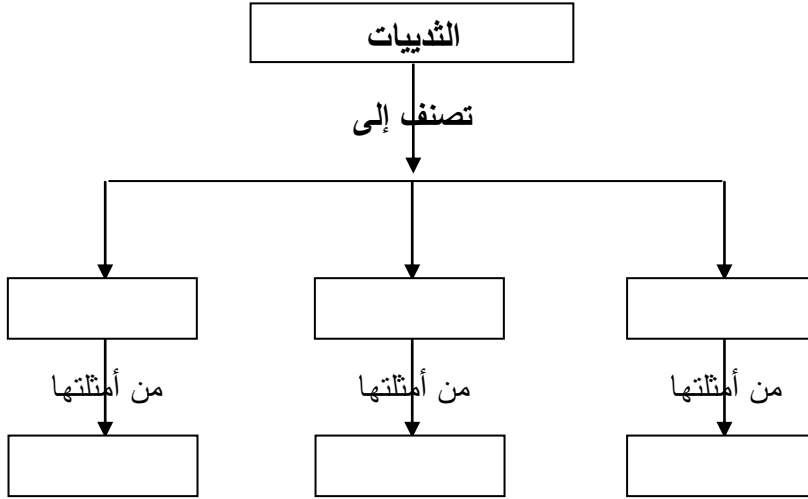 الثدييات
تصنف إلى
من أمثلتها
من أمثلتها
من أمثلتها